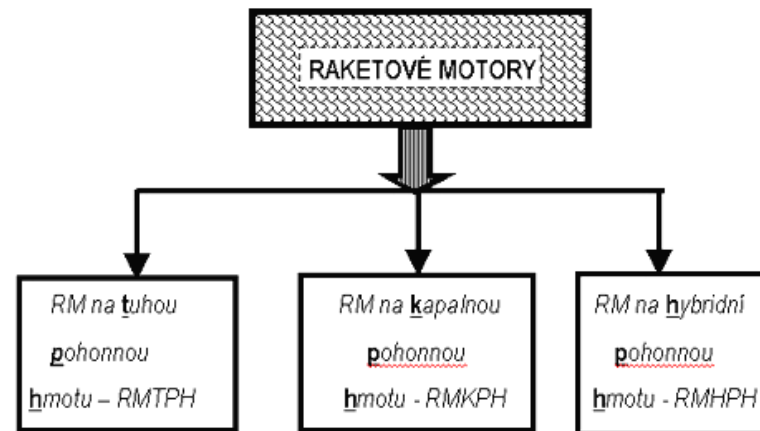 RAKETOVÉ MOTORY
RM na tuhou
pohonnou
hmotu – RMTPH
RM na kapalnou
pohonnou
hmotu - RMKPH
RM na hybridní
pohonnou
hmotu - RMHPH